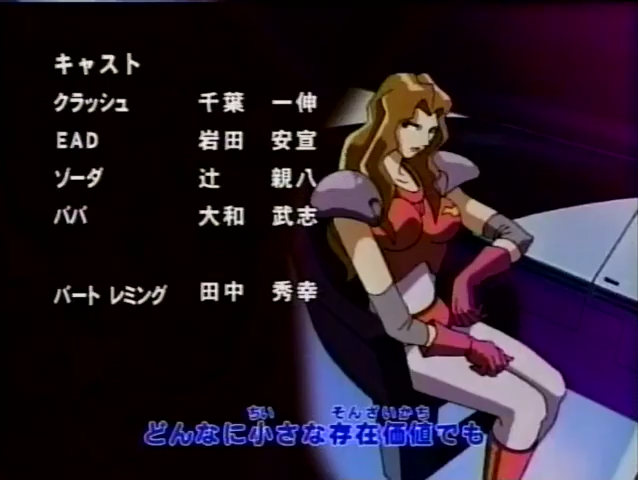 キャスト
クラッシュ 千葉 一伸
EAD 岩田 安宣
ソーダ 辻 親八
ババ 大和 武志
バート レミング 田中 秀幸
ちい そんざいかち
どんなに小さな存在価値でも